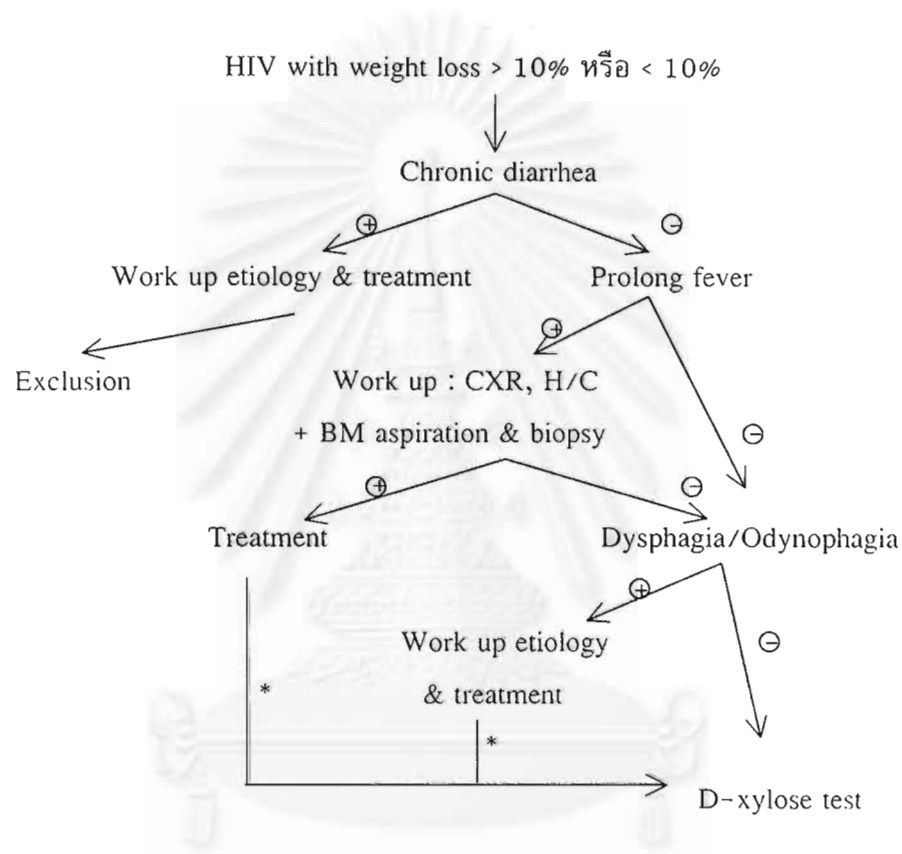 HIV with weight loss > 10% หรือ < 10%
Chronic diarrhea
⊕ ⊖
Work up etiology & treatment Prolong fever
⊕
Exclusion Work up : CXR, H/C
+ BM aspiration & biopsy ⊖
⊕ ⊖
Treatment Dysphagia/Odynophagia
⊕
Work up etiology ⊖
* & treatment
*
D-xylose test